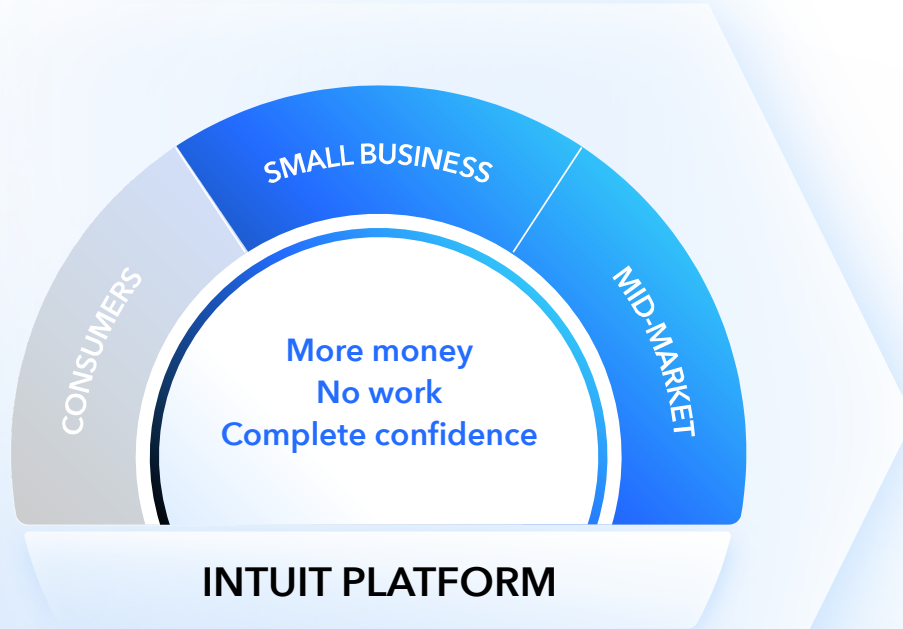 CONSUMERS
SMALL BUSINESS
MID-MARKET
More money
No work
Complete confidence
INTUIT PLATFORM